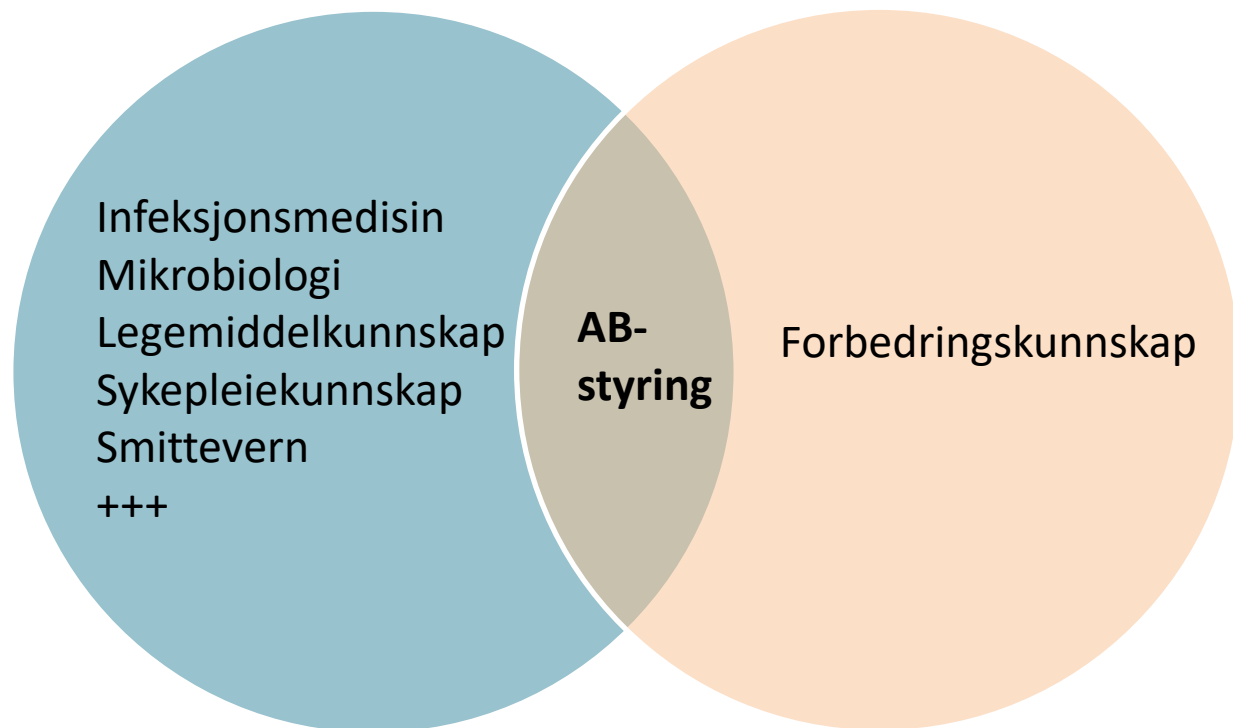 Infeksjonsmedisin
Mikrobiologi
Legemiddelkunnskap
Sykepleiekunnskap
Smittevern
+++
AB-
styring
Forbedringskunnskap